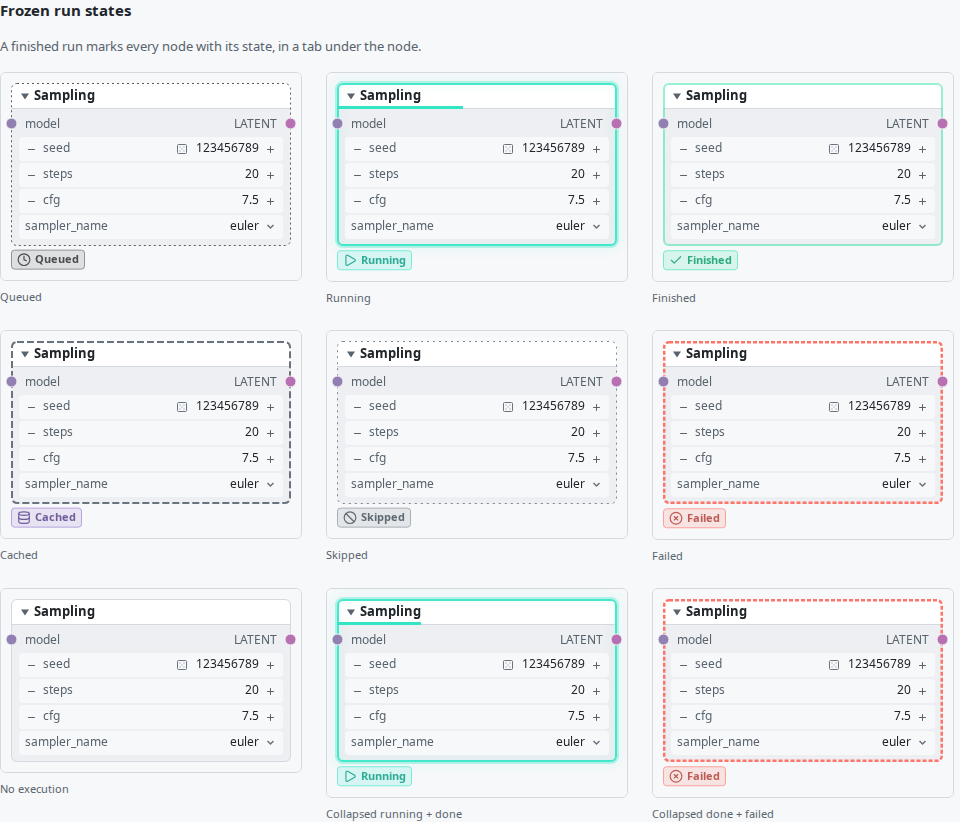 Frozen run states
A finished run marks every node with its state, in a tab under the node.
Sampling
model LATENT
seed 123456789
steps 20
cfg 7.5
sampler_name euler
Queued
Queued
Sampling
model LATENT
seed 123456789
steps 20
cfg 7.5
sampler_name euler
Running
Running
Sampling
model LATENT
seed 123456789
steps 20
cfg 7.5
sampler_name euler
Finished
Finished
Sampling
model LATENT
seed 123456789
steps 20
cfg 7.5
sampler_name euler
Cached
Cached
Sampling
model LATENT
seed 123456789
steps 20
cfg 7.5
sampler_name euler
Skipped
Skipped
Sampling
model LATENT
seed 123456789
steps 20
cfg 7.5
sampler_name euler
Failed
Failed
Sampling
model LATENT
seed 123456789
steps 20
cfg 7.5
sampler_name euler
No execution
Sampling
model LATENT
seed 123456789
steps 20
cfg 7.5
sampler_name euler
Running
Collapsed running + done
Sampling
model LATENT
seed 123456789
steps 20
cfg 7.5
sampler_name euler
Failed
Collapsed done + failed